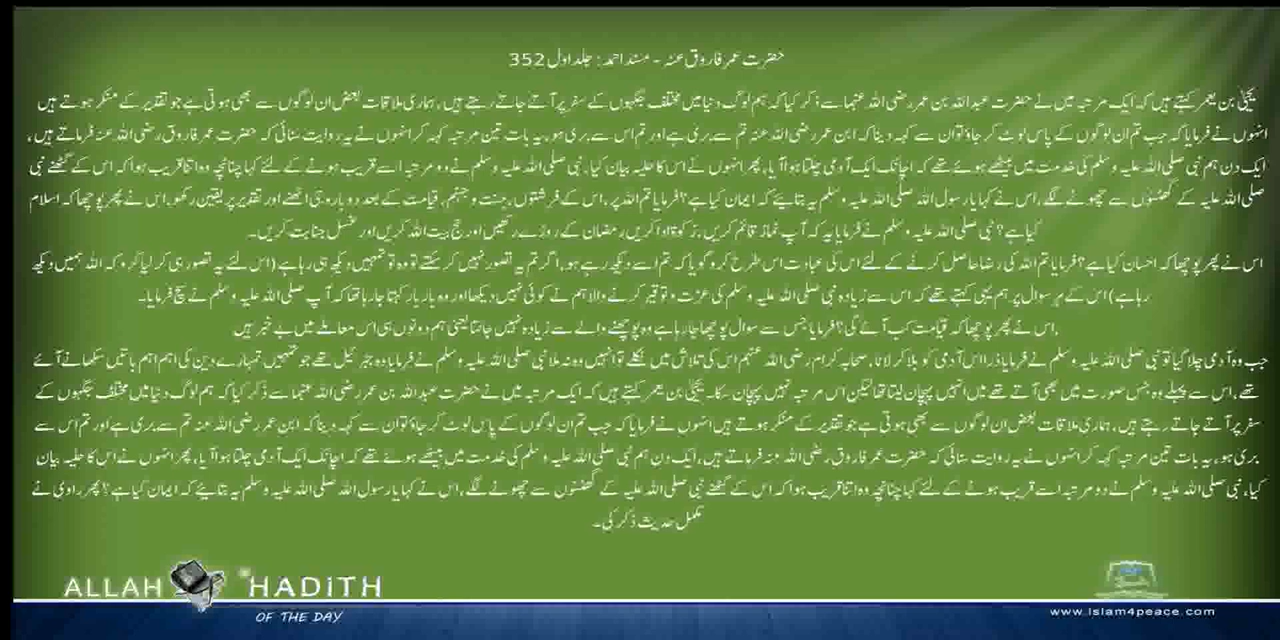 حضرت عمر فاروق عنہ - مسند احمد : جلد اول 352
یحیٰی بن یعمر کہتے ہیں کہ ایک مرتبہ میں نے حضرت عبداللہ بن عمر رضی اللہ عنہما سے ذکر کیا کہ ہم لوگ دنیا میں مختلف جگہوں کے سفر پر آتے جاتے رہتے ہیں، ہماری ملاقات بعض ان لوگوں سے بھی ہوتی ہے جو تقدیر کے منکر ہوتے ہیں
انہوں نے فرمایا کہ جب تم ان لوگوں کے پاس لوٹ کر جاؤ تو ان سے کہہ دینا کہ ابن عمر رضی اللہ عنہ تم سے بری ہے اور تم اس سے بری ہو، یہ بات تین مرتبہ کہہ کر انہوں نے یہ روایت سنائی کہ حضرت عمر فاروق رضی اللہ عنہ فرماتے ہیں،
ایک دن ہم نبی صلی اللہ علیہ وسلم کی خدمت میں بیٹھے ہوئے تھے کہ اچانک ایک آدمی چلتا ہوا آیا، پھر انہوں نے اس کا حلیہ بیان کیا، نبی صلی اللہ علیہ وسلم نے دو مرتبہ اسے قریب ہونے کے لئے کہا چنانچہ وہ اتنا قریب ہوا کہ اس کے گھٹنے نبی
صلی اللہ علیہ کے گھٹنوں سے چھونے لگے، اس نے کہا یا رسول اللہ صلی اللہ علیہ وسلم یہ بتائیے کہ ایمان کیا ہے؟ فرمایا تم اللہ پر، اس کے فرشتوں، جنت و جہنم، قیامت کے بعد دوبارہ جی اٹھنے اور تقدیر پر یقین رکھو، اس نے پھر پوچھا کہ اسلام
کیا ہے؟ نبی صلی اللہ علیہ وسلم نے فرمایا یہ کہ آپ نماز قائم کریں، زکوۃ ادا کریں، رمضان کے روزے رکھیں اور حج بیت اللہ کریں اور غسل جنابت کریں۔
اس نے پھر پوچھا کہ احسان کیا ہے؟ فرمایا تم اللہ کی رضا حاصل کرنے کے لئے اس کی عبادت اس طرح کرو گویا کہ تم اسے دیکھ رہے ہو، اگر تم یہ تصور نہیں کر سکتے تو وہ تو تمہیں دیکھ ہی رہا ہے (اس لئے یہ تصور ہی کر لیا کرو کہ اللہ ہمیں دیکھ
رہا ہے) اس کے ہر سوال پر ہم یہی کہتے تھے کہ اس سے زیادہ نبی صلی اللہ علیہ وسلم کی عزت و توقیر کرنے والا ہم نے کوئی نہیں دیکھا اور وہ بار بار کہتا جا رہا تھا کہ آپ صلی اللہ علیہ وسلم نے سچ فرمایا۔
اس نے پھر پوچھا کہ قیامت کب آئے گی؟ فرمایا جس سے سوال پوچھا جا رہا ہے وہ پوچھنے والے سے زیادہ نہیں جانتا یعنی ہم دونوں ہی اس معاملے میں بے خبر ہیں،
جب وہ آدمی چلا گیا تو نبی صلی اللہ علیہ وسلم نے فرمایا ذرا اس آدمی کو بلا کر لانا، صحابہ کرام رضی اللہ عنہم اس کی تلاش میں نکلے تو انہیں وہ نہ ملا نبی صلی اللہ علیہ وسلم نے فرمایا وہ جبرئیل تھے جو تمہیں تمہارے دین کی اہم اہم باتیں سکھانے آئے
تھے، اس سے پہلے وہ جس صورت میں بھی آتے تھے میں انہیں پہچان لیتا تھا لیکن اس مرتبہ نہیں پہچان سکا۔ یحیٰی بن یعمر کہتے ہیں کہ ایک مرتبہ میں نے حضرت عبداللہ بن عمر رضی اللہ عنہما سے ذکر کیا کہ ہم لوگ دنیا میں مختلف جگہوں کے
سفر پر آتے جاتے رہتے ہیں، ہماری ملاقات بعض ان لوگوں سے بھی ہوتی ہے جو تقدیر کے منکر ہوتے ہیں انہوں نے فرمایا کہ جب تم ان لوگوں کے پاس لوٹ کر جاؤ تو ان سے کہہ دینا کہ ابن عمر رضی اللہ عنہ تم سے بری ہے اور تم اس سے
بری ہو، یہ بات تین مرتبہ کہہ کر انہوں نے یہ روایت سنائی کہ حضرت عمر فاروق رضی اللہ عنہ فرماتے ہیں، ایک دن ہم نبی صلی اللہ علیہ وسلم کی خدمت میں بیٹھے ہوئے تھے کہ اچانک ایک آدمی چلتا ہوا آیا، پھر انہوں نے اس کا حلیہ بیان
کیا، نبی صلی اللہ علیہ وسلم نے دو مرتبہ اسے قریب ہونے کے لئے کہا چنانچہ وہ اتنا قریب ہوا کہ اس کے گھٹنے نبی صلی اللہ علیہ کے گھٹنوں سے چھونے لگے، اس نے کہا یا رسول اللہ صلی اللہ علیہ وسلم یہ بتائیے کہ ایمان کیا ہے؟ پھر راوی نے
مکمل حدیث ذکر کی۔
ALLAH HADITH
OF THE DAY
www.islam4peace.com